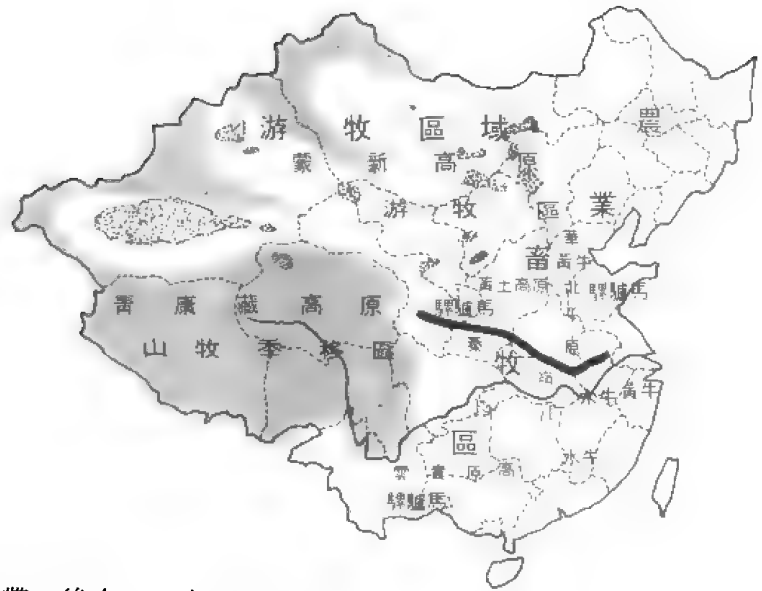 游牧區域
農
蒙新高原
游牧區
業
華
畜
黃牛
黃土高原
北
騾驢馬
青康藏高原
騾驢馬
平
山牧季移區
秦
牧
原
水牛
黃牛
區
水牛
雲貴高原
騾驢馬